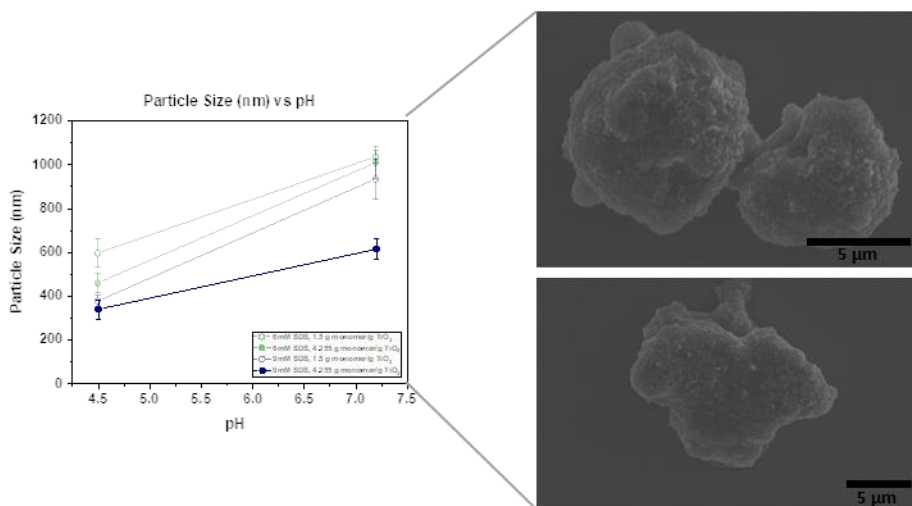 Particle Size (nm) vs pH
1200
1000
800
600
400
200
0
Particle Size (nm)
4.5 5.0 5.5 6.0 6.5 7.0 7.5
pH
6mM SDS, 1.5 g monomer/g TiO₂
6mM SDS, 4.255 g monomer/g TiO₂
9mM SDS, 1.5 g monomer/g TiO₂
9mM SDS, 4.255 g monomer/g TiO₂
5 µm
5 µm